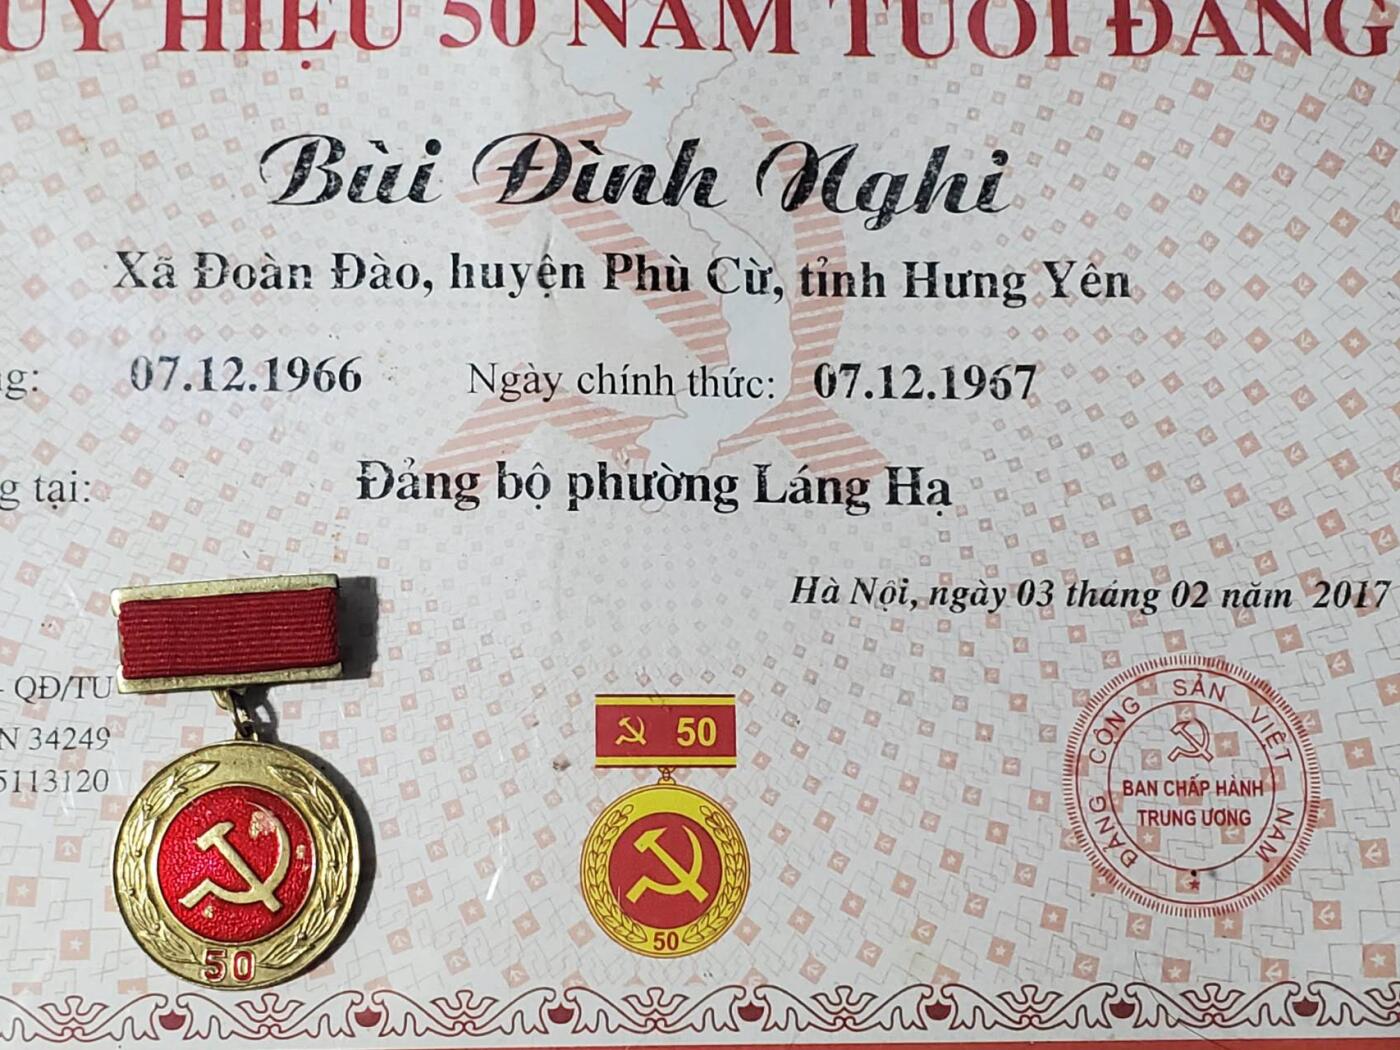 UY HIỆU 50 NĂM TUỔI ĐẢNG
Bùi Đình Nghi
Xã Đoàn Đào, huyện Phù Cừ, tỉnh Hưng Yên
ng: 07.12.1966 Ngày chính thức: 07.12.1967
g tại: Đảng bộ phường Láng Hạ
Hà Nội, ngày 03 tháng 02 năm 2017
- QĐ/TU
N 34249
5113120
50
50
50
ĐẢNG CỘNG SẢN VIỆT NAM
BAN CHẤP HÀNH
TRUNG ƯƠNG